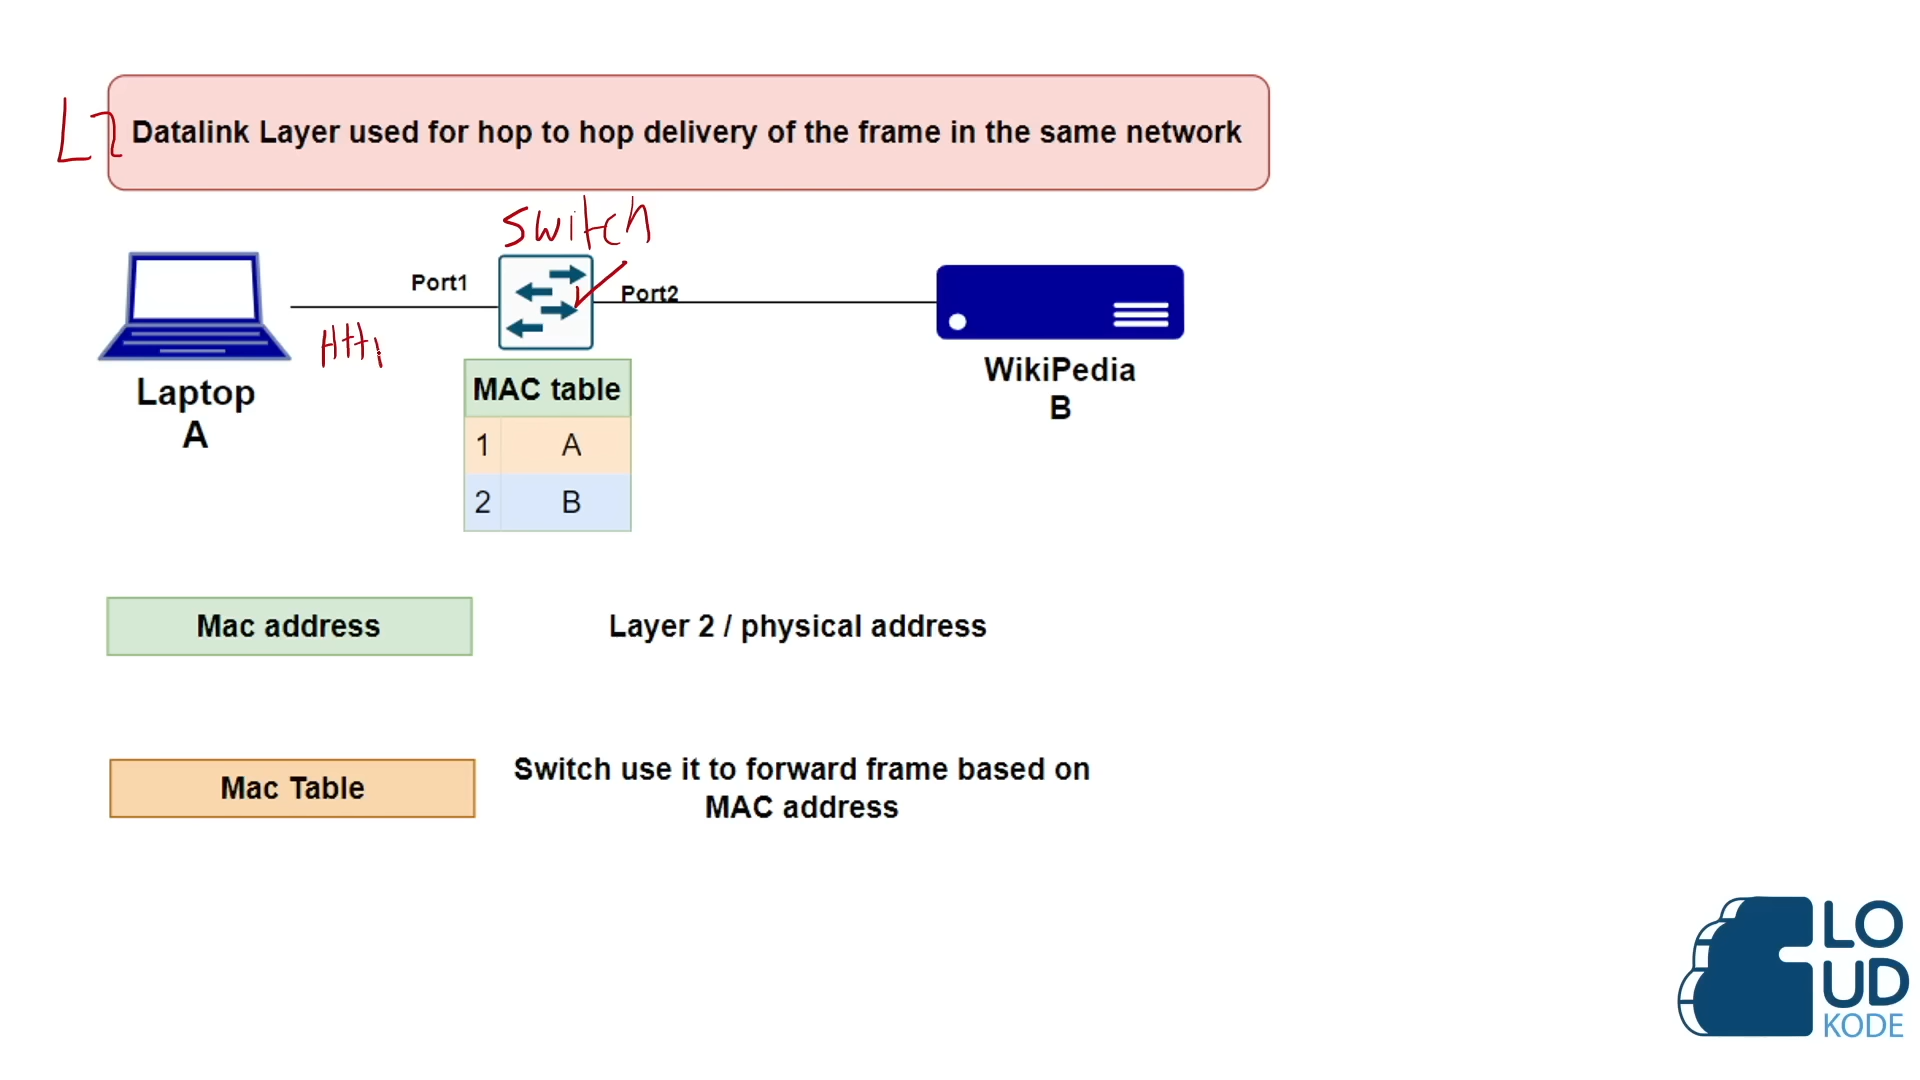 L2
Datalink Layer used for hop to hop delivery of the frame in the same network
switch
Port1
Port2
Laptop
A
WikiPedia
B
MAC table
1 A
2 B
Mac address
Layer 2 / physical address
Mac Table
Switch use it to forward frame based on
MAC address
LO
UD
KODE